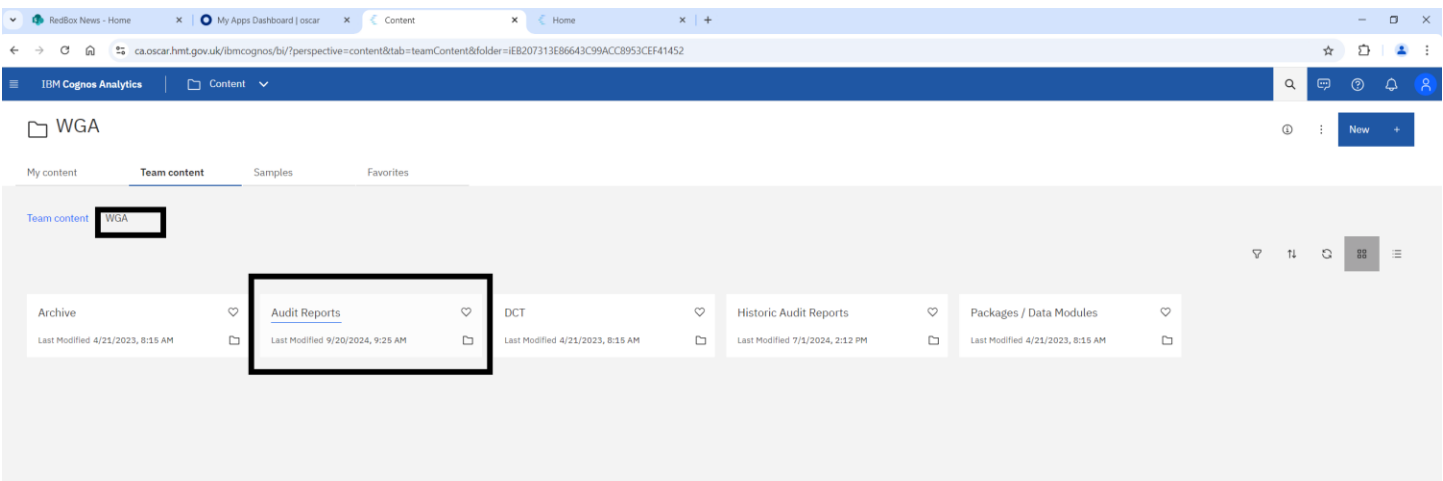 RedBox News - Home My Apps Dashboard | oscar Content Home
ca.oscar.hmt.gov.uk/ibmcognos/bi/?perspective=content&tab=teamContent&folder=iEB207313E86643C99ACC8953CEF41452
IBM Cognos Analytics Content
WGA
New +
My content Team content Samples Favorites
Team content WGA
Archive Audit Reports DCT Historic Audit Reports Packages / Data Modules
Last Modified 4/21/2023, 8:15 AM Last Modified 9/20/2024, 9:25 AM Last Modified 4/21/2023, 8:15 AM Last Modified 7/1/2024, 2:12 PM Last Modified 4/21/2023, 8:15 AM